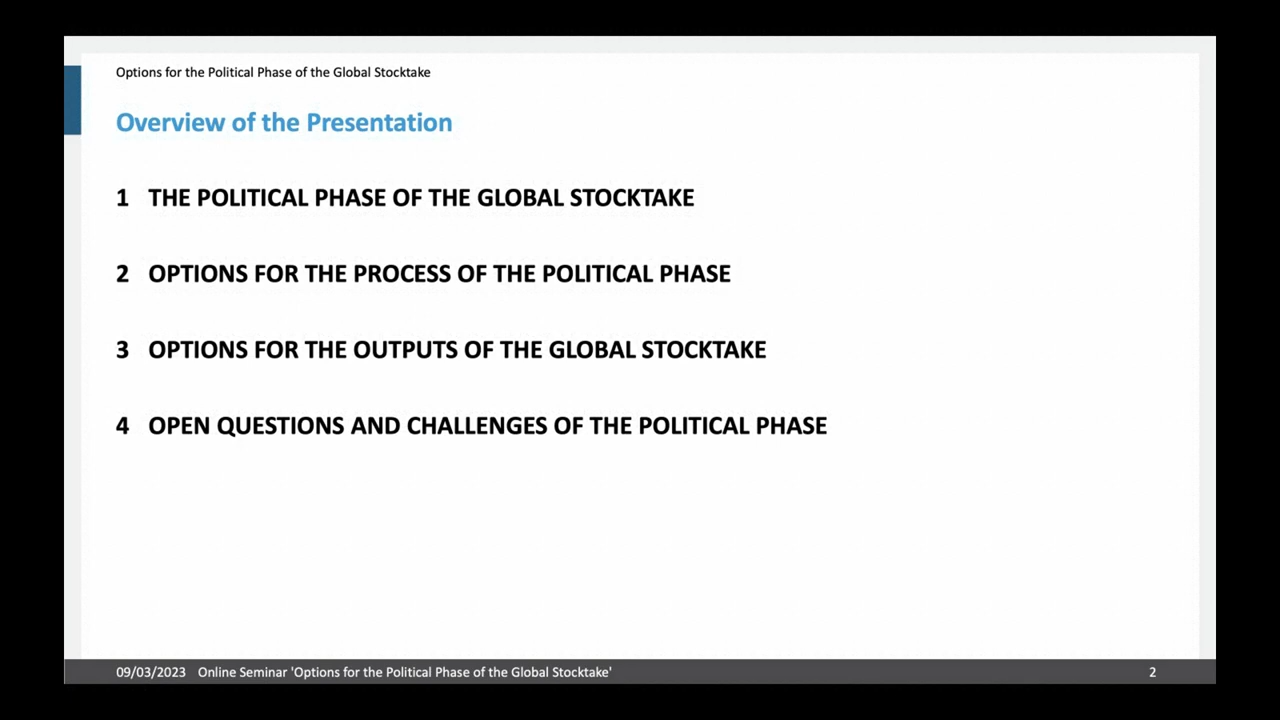 Options for the Political Phase of the Global Stocktake
Overview of the Presentation
1 THE POLITICAL PHASE OF THE GLOBAL STOCKTAKE
2 OPTIONS FOR THE PROCESS OF THE POLITICAL PHASE
3 OPTIONS FOR THE OUTPUTS OF THE GLOBAL STOCKTAKE
4 OPEN QUESTIONS AND CHALLENGES OF THE POLITICAL PHASE
09/03/2023 Online Seminar 'Options for the Political Phase of the Global Stocktake' 2